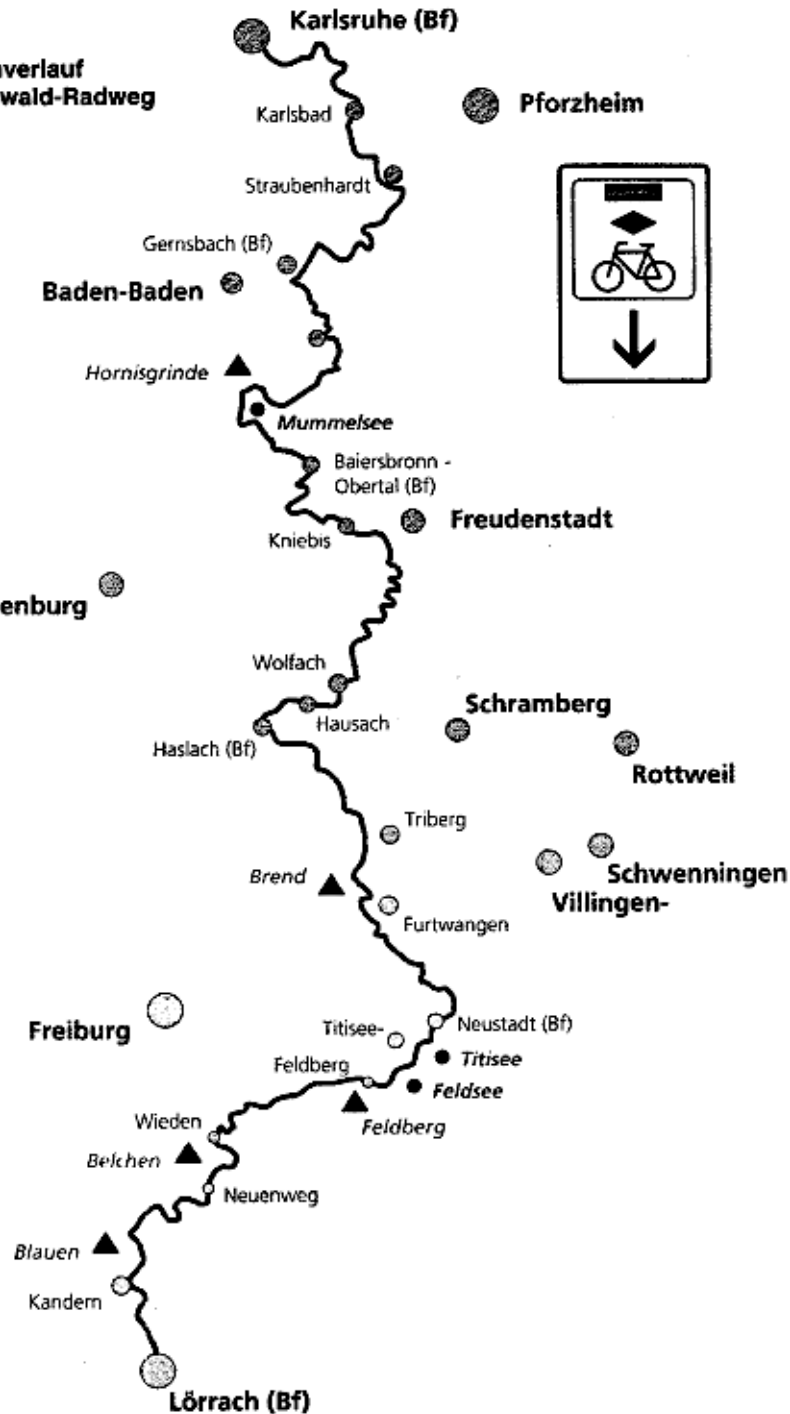 Karlsruhe (Bf)
nverlauf
wald-Radweg
Karlsbad
Pforzheim
Straubenhardt
Gernsbach (Bf)
Baden-Baden
Hornisgrinde
Mummelsee
Baiersbronn -
Obertal (Bf)
Freudenstadt
Kniebis
enburg
Wolfach
Hausach
Schramberg
Haslach (Bf)
Rottweil
Triberg
Brend
Schwenningen
Villingen-
Furtwangen
Freiburg
Titisee-
Neustadt (Bf)
Titisee
Feldberg
Feldsee
Feldberg
Wieden
Belchen
Neuenweg
Blauen
Kandern
Lörrach (Bf)